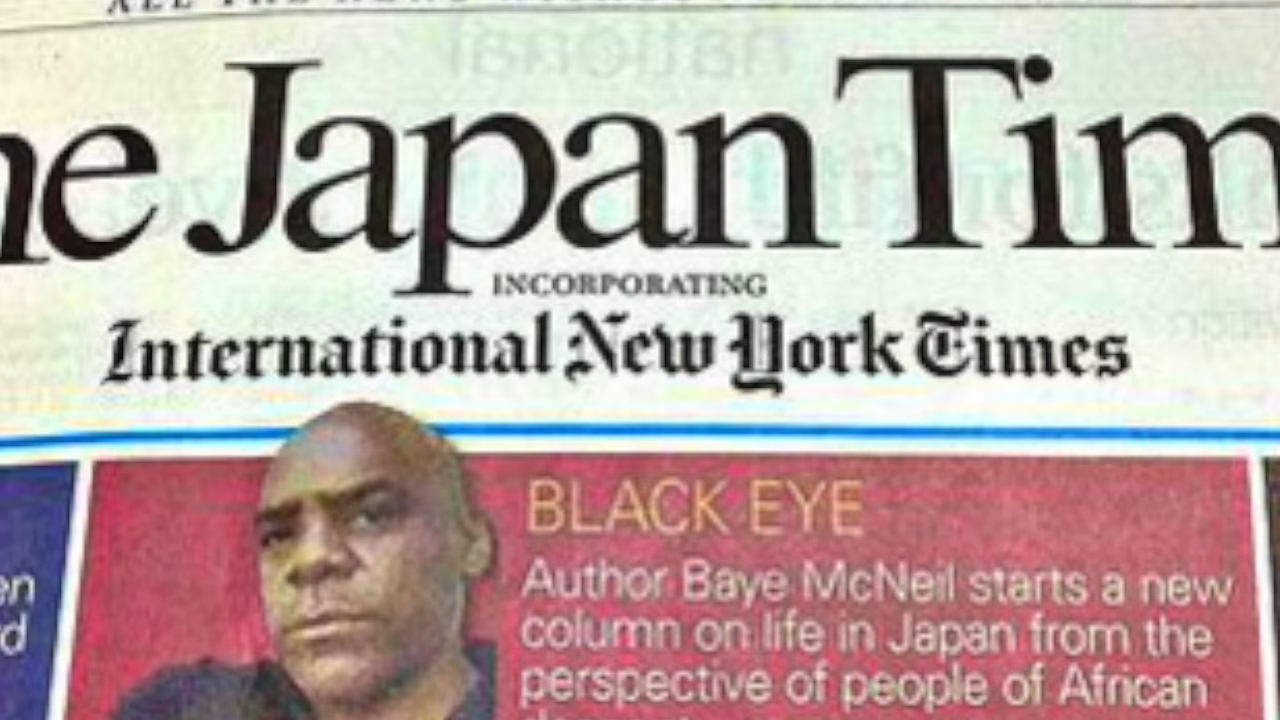 he Japan Tim
INCORPORATING
International New York Times
BLACK EYE
Author Baye McNeil starts a new
column on life in Japan from the
perspective of people of African
en
d